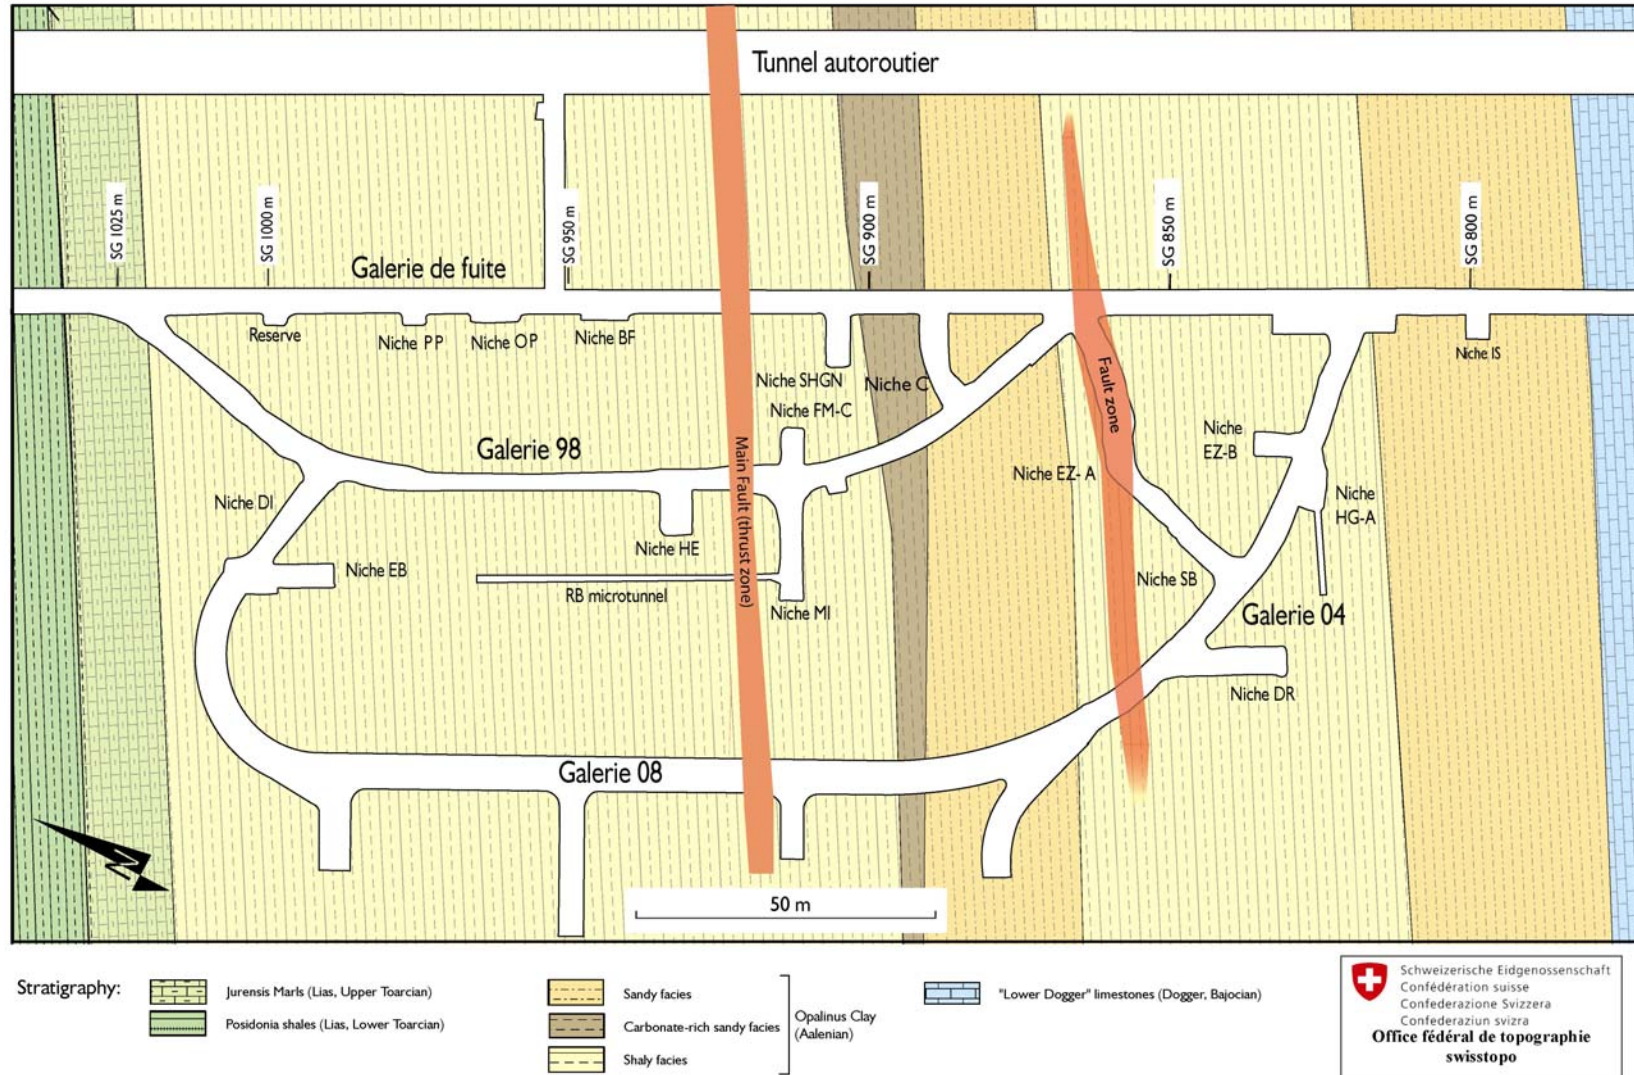 Tunnel autoroutier
SG 1025 m
SG 1000 m
SG 950 m
SG 900 m
SG 850 m
SG 800 m
Galerie de fuite
Reserve
Niche PP
Niche OP
Niche BF
Niche SHGN
Niche C
Niche FM-C
Niche IS
Fault zone
Main Fault (thrust zone)
Galerie 98
Niche
EZ-B
Niche EZ- A
Niche DI
Niche
HG-A
Niche HE
Niche EB
RB microtunnel
Niche MI
Niche SB
Galerie 04
Niche DR
Galerie 08
N
50 m
Stratigraphy:
Jurensis Marls (Lias, Upper Toarcian)
Posidonia shales (Lias, Lower Toarcian)
Sandy facies
Carbonate-rich sandy facies
Shaly facies
Opalinus Clay
(Aalenian)
"Lower Dogger" limestones (Dogger, Bajocian)
Schweizerische Eidgenossenschaft
Confédération suisse
Confederazione Svizzera
Confederaziun svizra
Office fédéral de topographie
swisstopo